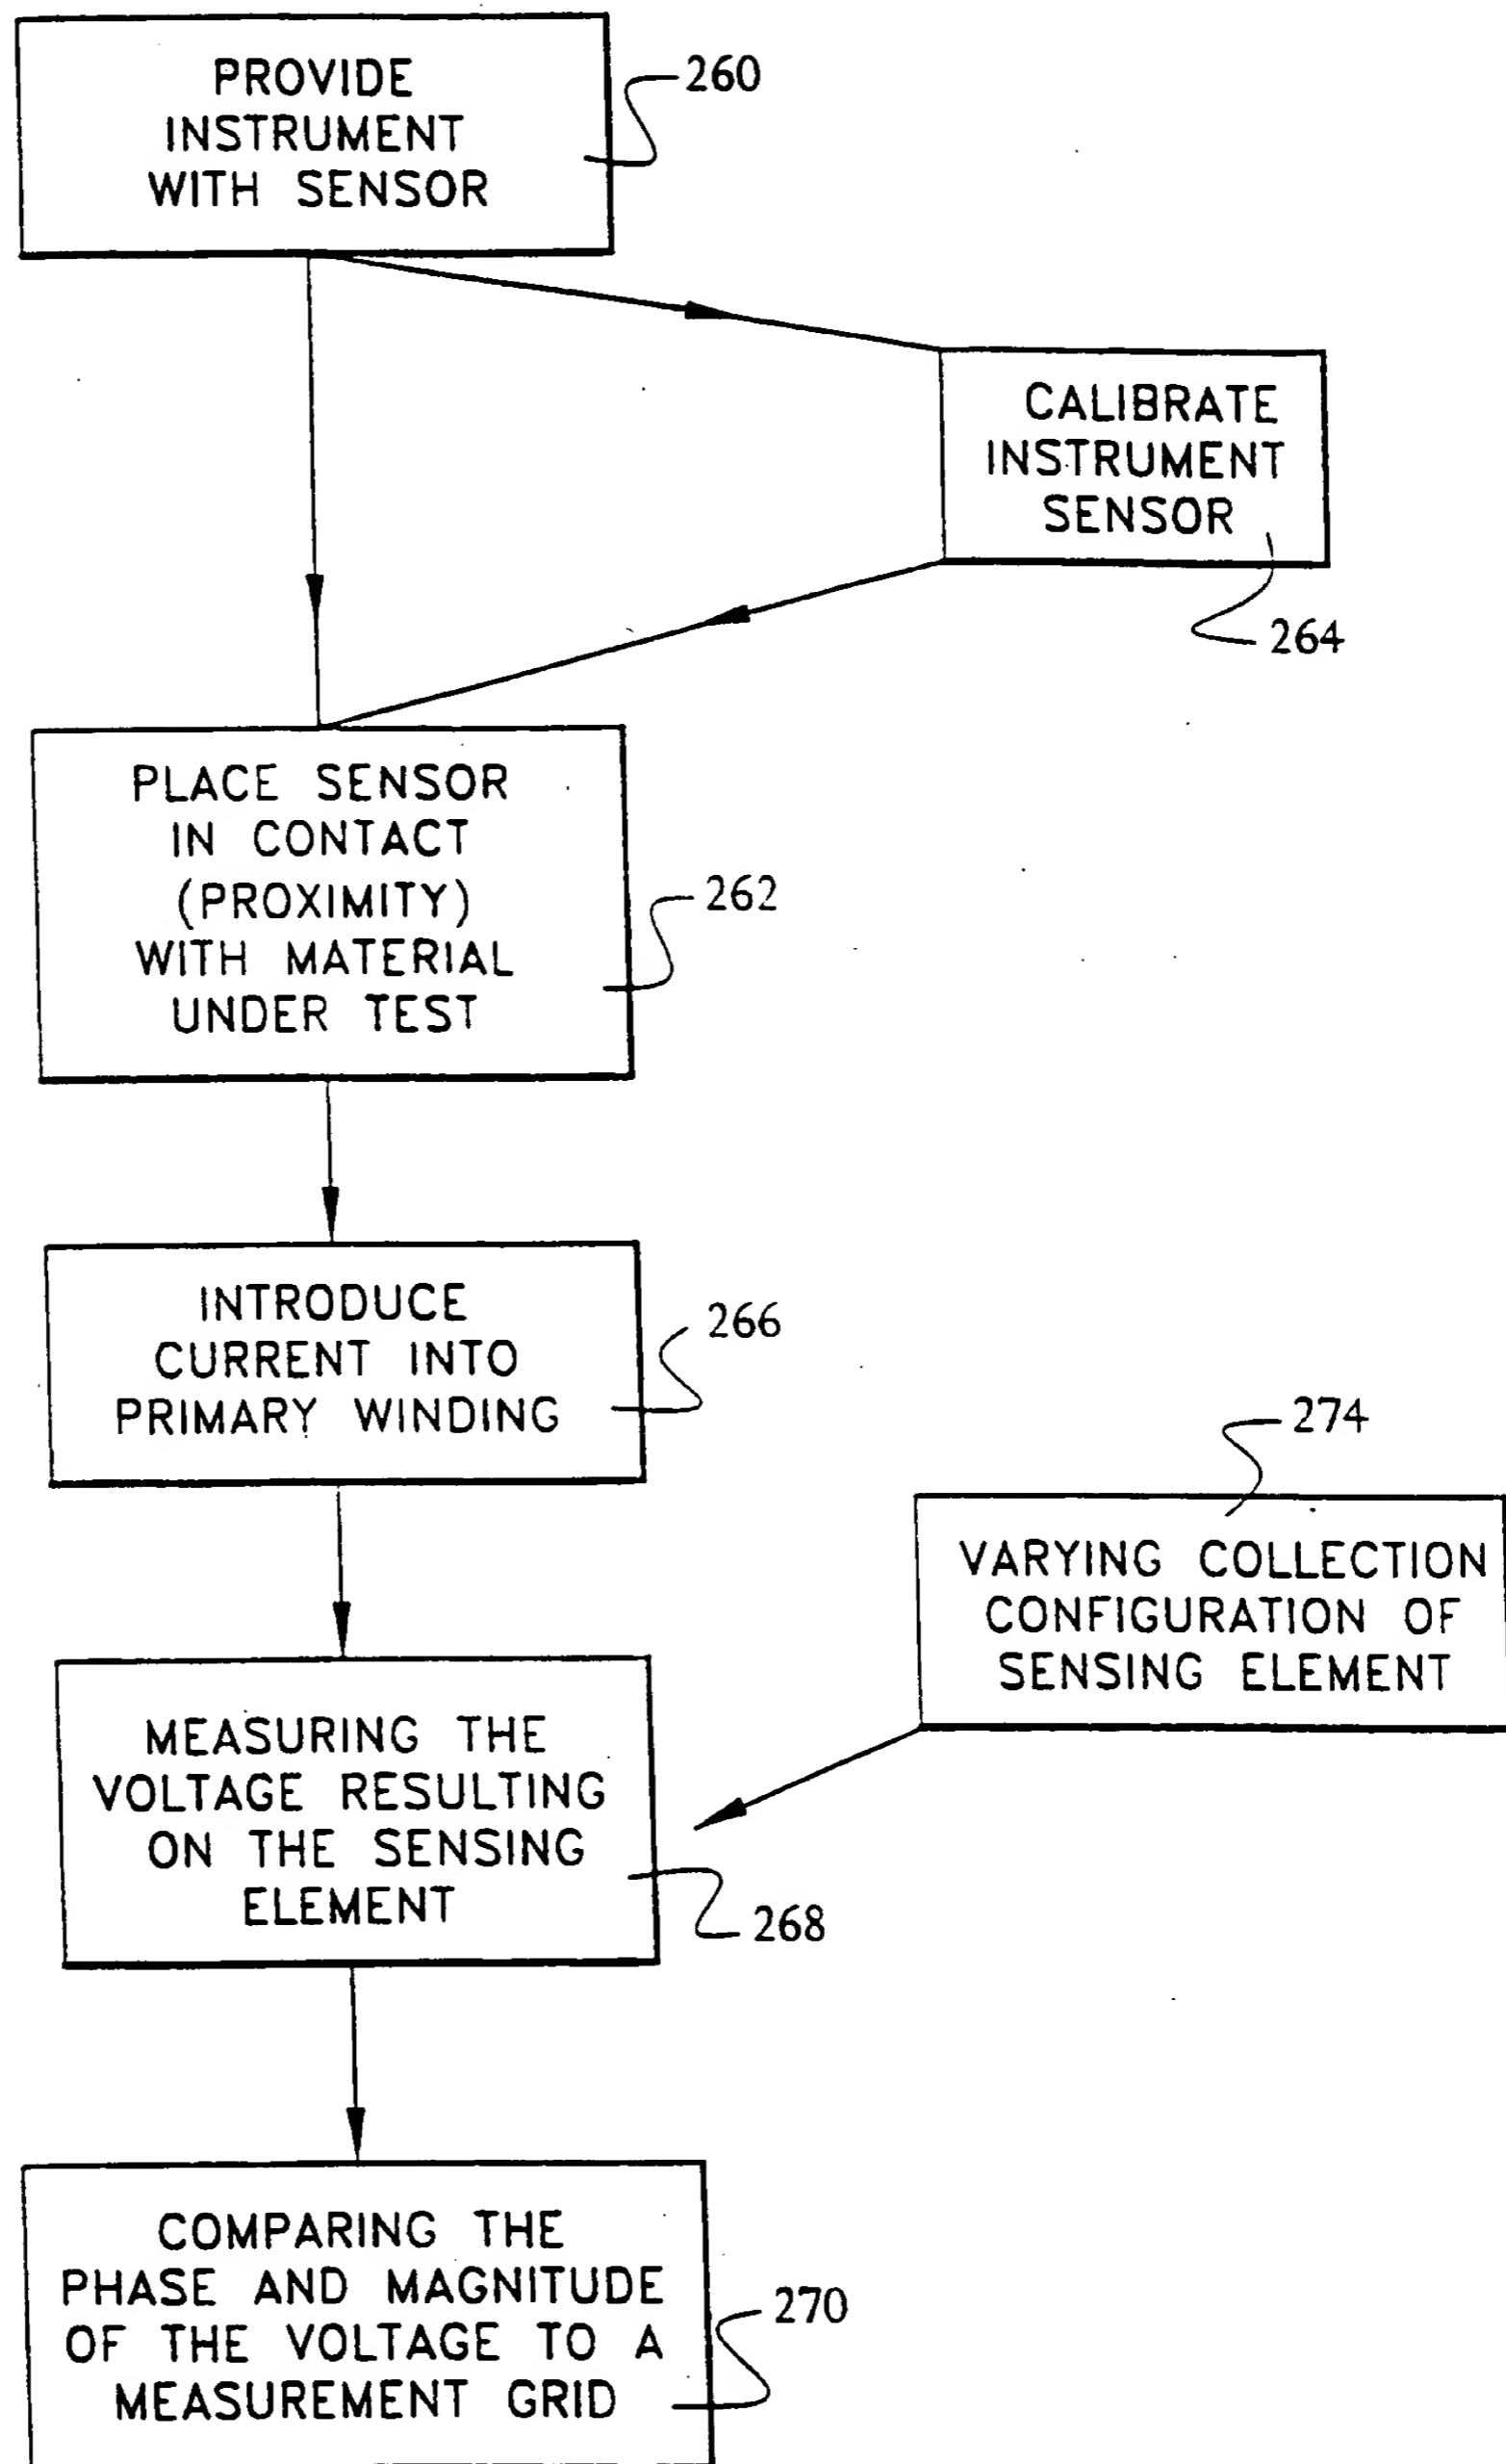 PROVIDE
INSTRUMENT
WITH SENSOR
260
CALIBRATE
INSTRUMENT
SENSOR
264
PLACE SENSOR
IN CONTACT
(PROXIMITY)
WITH MATERIAL
UNDER TEST
262
INTRODUCE
CURRENT INTO
PRIMARY WINDING
266
274
VARYING COLLECTION
CONFIGURATION OF
SENSING ELEMENT
MEASURING THE
VOLTAGE RESULTING
ON THE SENSING
ELEMENT
268
COMPARING THE
PHASE AND MAGNITUDE
OF THE VOLTAGE TO A
MEASUREMENT GRID
270